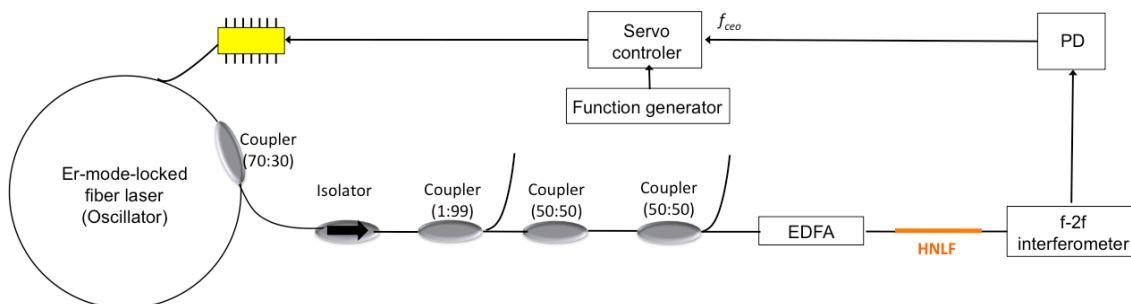 f_ceo
Servo
controler
PD
Function generator
Coupler
(70:30)
Er-mode-locked
fiber laser
(Oscillator)
Isolator
Coupler
(1:99)
Coupler
(50:50)
Coupler
(50:50)
EDFA
HNLF
f-2f
interferometer